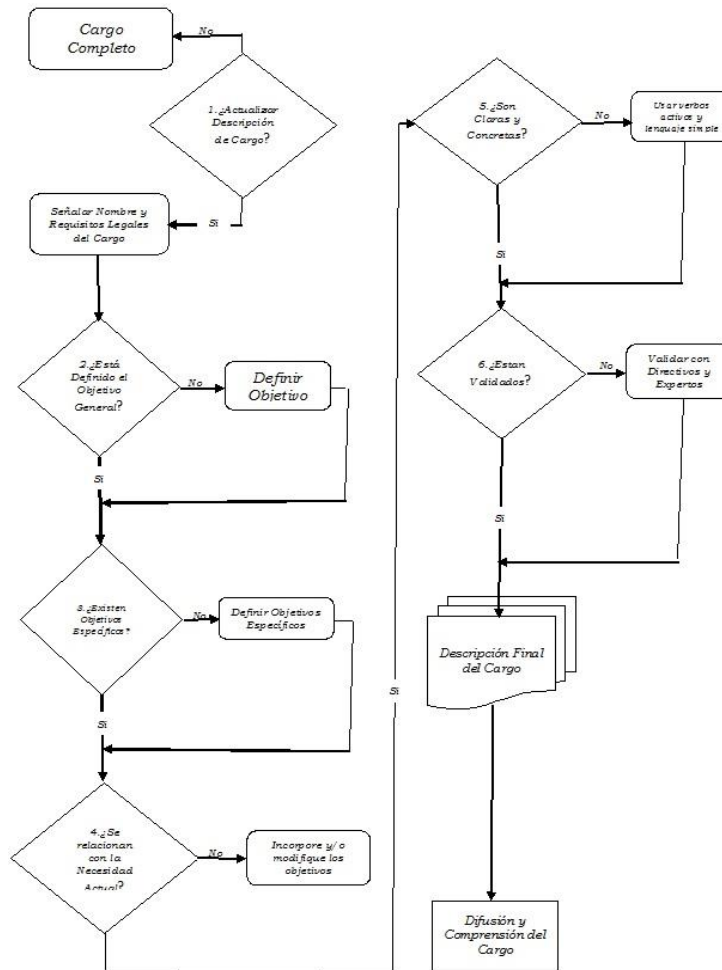 Cargo
Completo
No
1.¿Actualizar
Descripción
de Cargo?
Si
Señalar Nombre y
Requisitos Legales
del Cargo
2.¿Está
Definido el
Objetivo
General?
No
Definir
Objetivo
Si
3.¿Existen
Objetivos
Específicos?
No
Definir Objetivos
Específicos
Si
4.¿Se
relacionan
con la
Necesidad
Actual?
No
Incorpore y/o
modifique los
objetivos
Si
5.¿Son
Claras y
Concretas?
No
Usar verbos
activos y
lenguaje simple
Si
6.¿Estan
Validados?
No
Validar con
Directivos y
Expertos
Si
Descripción Final
del Cargo
Difusión y
Comprensión del
Cargo